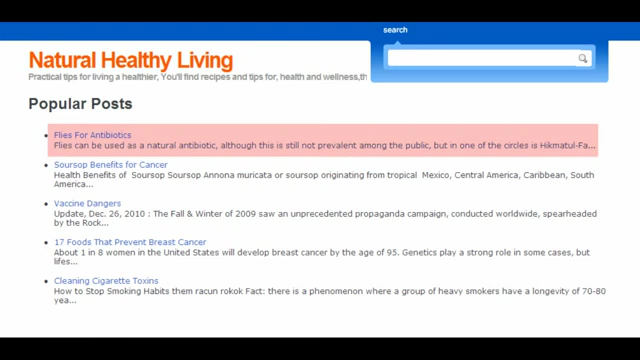 search
Natural Healthy Living
Practical tips for living a healthier, You'll find recipes and tips for, health and wellness,th
Popular Posts
Flies For Antibiotics
Flies can be used as a natural antibiotic, although this is still not prevalent among the public, but in one of the circles is Hikmatul-Fa...
Soursop Benefits for Cancer
Health Benefits of Soursop Soursop Annona muricata or soursop originating from tropical Mexico, Central America, Caribbean, South
America...
Vaccine Dangers
Update, Dec. 26, 2010 : The Fall & Winter of 2009 saw an unprecedented propaganda campaign, conducted worldwide, spearheaded
by the Rock...
17 Foods That Prevent Breast Cancer
About 1 in 8 women in the United States will develop breast cancer by the age of 95. Genetics play a strong role in some cases, but
lifes...
Cleaning Cigarette Toxins
How to Stop Smoking Habits them racun rokok Fact: there is a phenomenon where a group of heavy smokers have a longevity of 70-80
yea...